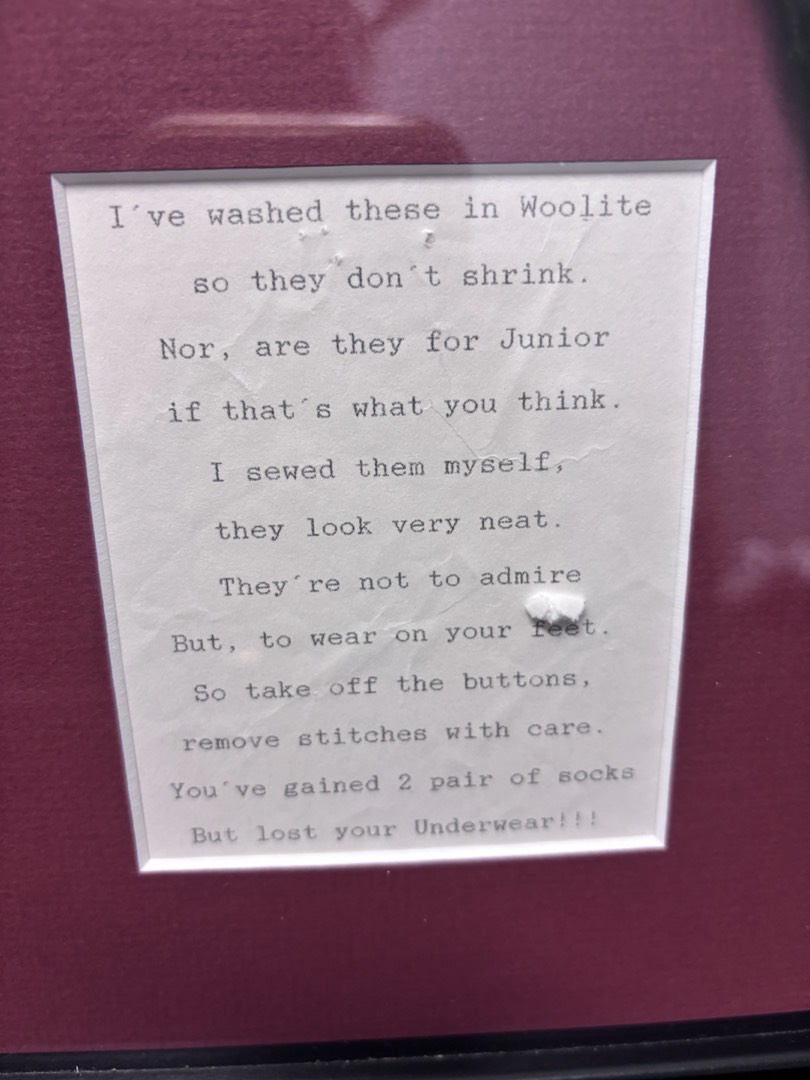 I´ve washed these in Woolite
so they don´t shrink.
Nor, are they for Junior
if that´s what you think.
I sewed them myself,
they look very neat.
They´re not to admire
But, to wear on your feet.
So take off the buttons,
remove stitches with care.
You´ve gained 2 pair of socks
But lost your Underwear!!!